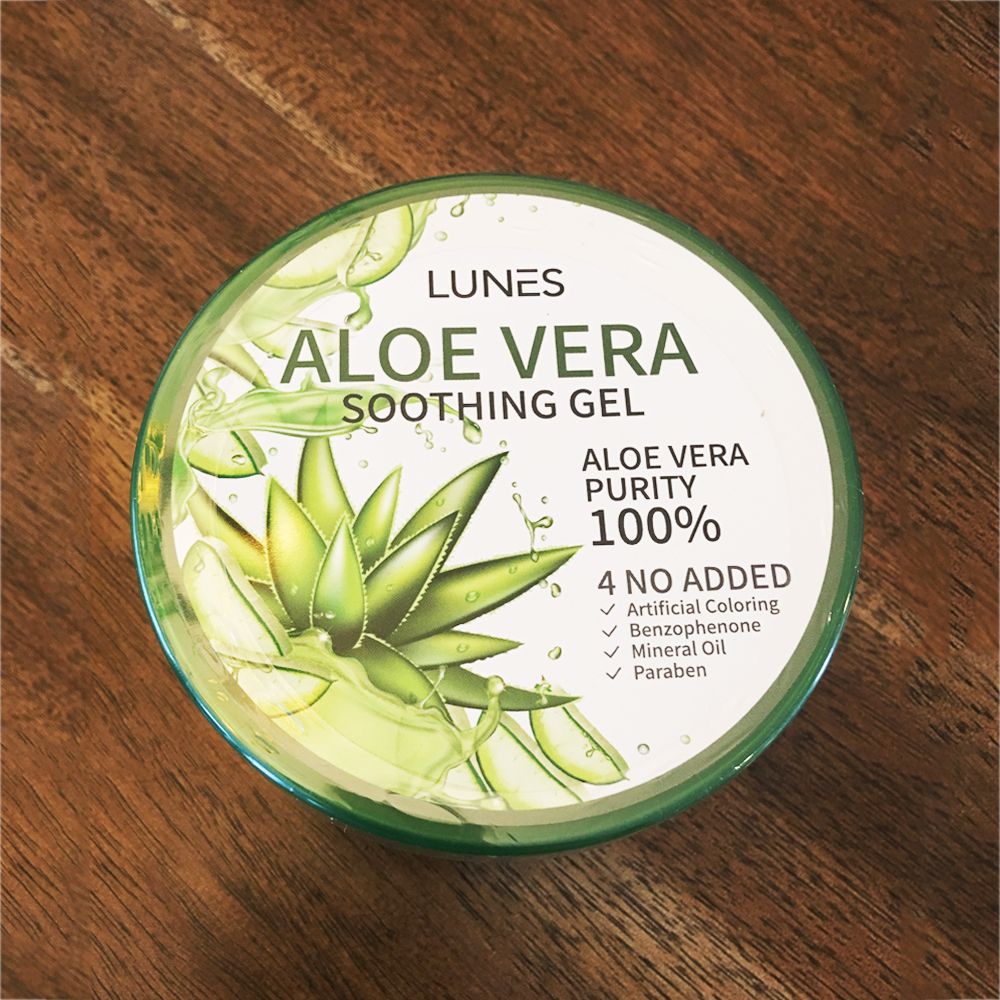 LUNES
ALOE VERA
SOOTHING GEL
ALOE VERA
PURITY
100%
4 NO ADDED
✓ Artificial Coloring
✓ Benzophenone
✓ Mineral Oil
✓ Paraben